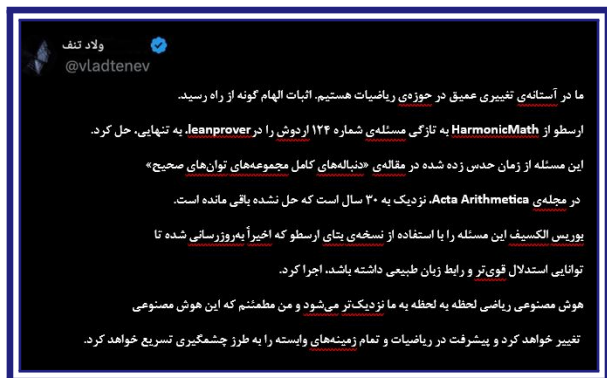 ولاد تنف
@vladtenev
ما در آستانه‌ی تغییری عمیق در حوزه‌ی ریاضیات هستیم. اثبات الهام گونه از راه رسید.
ارسطو از HarmonicMath به تازگی مسئله‌ی شماره ۱۲۴ اردوش را در leanprover، به تنهایی، حل کرد.
این مسئله از زمان حدس زده شده در مقاله‌ی «دنباله‌های کامل مجموعه‌های توان‌های صحیح»
در مجله‌ی Acta Arithmetica، نزدیک به ۳۰ سال است که حل نشده باقی مانده است.
بوریس الکسیف این مسئله را با استفاده از نسخه‌ی بتای ارسطو که اخیرأ به‌روزرسانی شده تا
توانایی استدلال قوی‌تر و رابط زبان طبیعی داشته باشد، اجرا کرد.
هوش مصنوعی ریاضی لحظه به لحظه به ما نزدیک‌تر می‌شود و من مطمئنم که این هوش مصنوعی
تغییر خواهد کرد و پیشرفت در ریاضیات و تمام زمینه‌های وابسته را به طرز چشمگیری تسریع خواهد کرد.